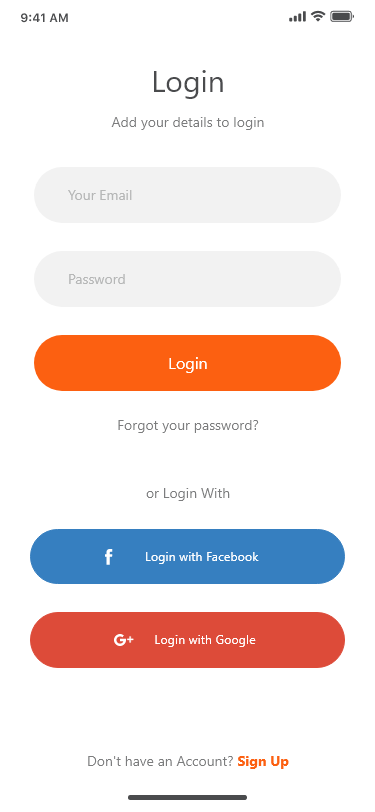 9:41 AM
Login
Add your details to login
Your Email
Password
Login
Forgot your password?
or Login With
f Login with Facebook
G+ Login with Google
Don't have an Account? Sign Up